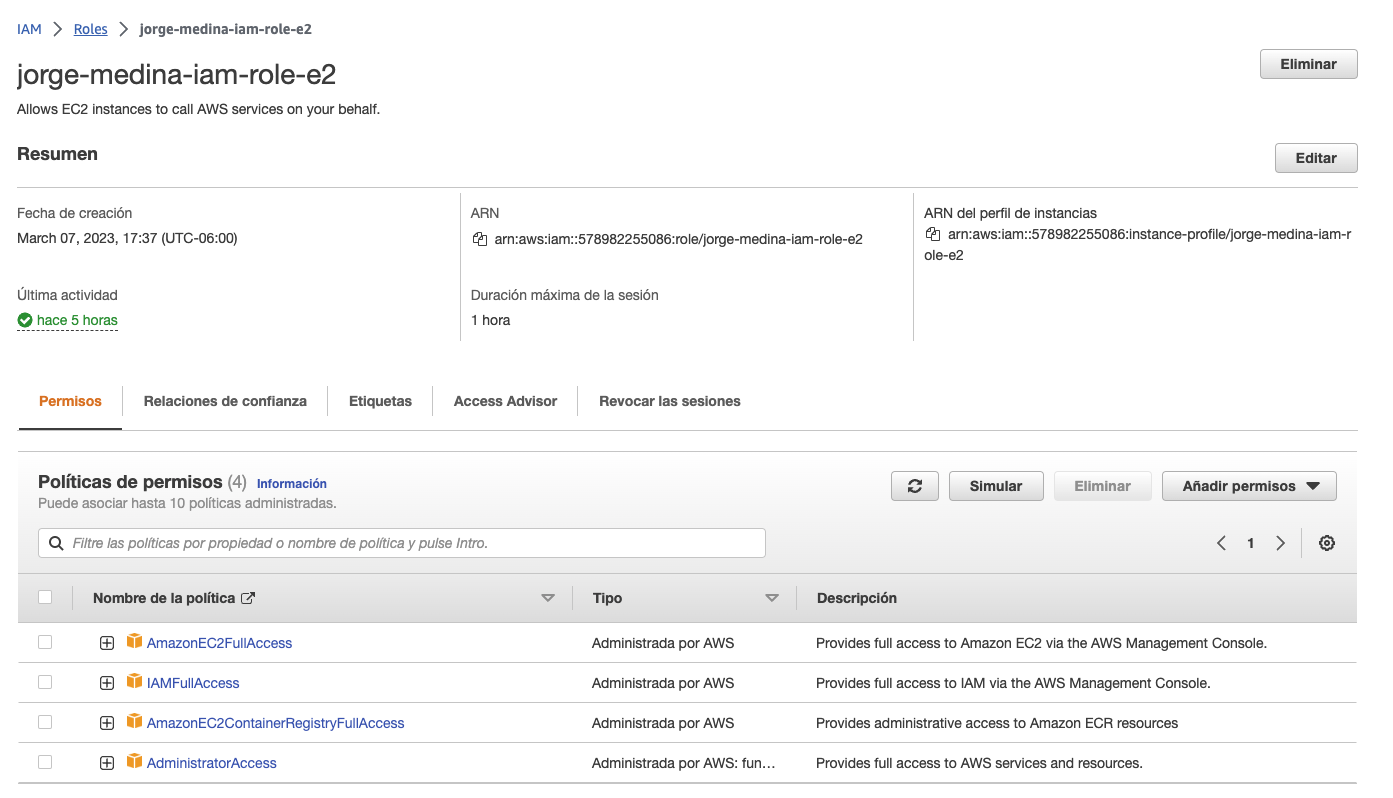 IAM > Roles > jorge-medina-iam-role-e2
jorge-medina-iam-role-e2
Eliminar
Allows EC2 instances to call AWS services on your behalf.
Resumen
Editar
Fecha de creación
March 07, 2023, 17:37 (UTC-06:00)
ARN
arn:aws:iam::578982255086:role/jorge-medina-iam-role-e2
ARN del perfil de instancias
arn:aws:iam::578982255086:instance-profile/jorge-medina-iam-r
ole-e2
Última actividad
hace 5 horas
Duración máxima de la sesión
1 hora
Permisos
Relaciones de confianza
Etiquetas
Access Advisor
Revocar las sesiones
Políticas de permisos (4) Información
Puede asociar hasta 10 políticas administradas.
Simular
Eliminar
Añadir permisos
Filtre las políticas por propiedad o nombre de política y pulse Intro.
1
Nombre de la política
Tipo
Descripción
AmazonEC2FullAccess
Administrada por AWS
Provides full access to Amazon EC2 via the AWS Management Console.
IAMFullAccess
Administrada por AWS
Provides full access to IAM via the AWS Management Console.
AmazonEC2ContainerRegistryFullAccess
Administrada por AWS
Provides administrative access to Amazon ECR resources
AdministratorAccess
Administrada por AWS: fun…
Provides full access to AWS services and resources.